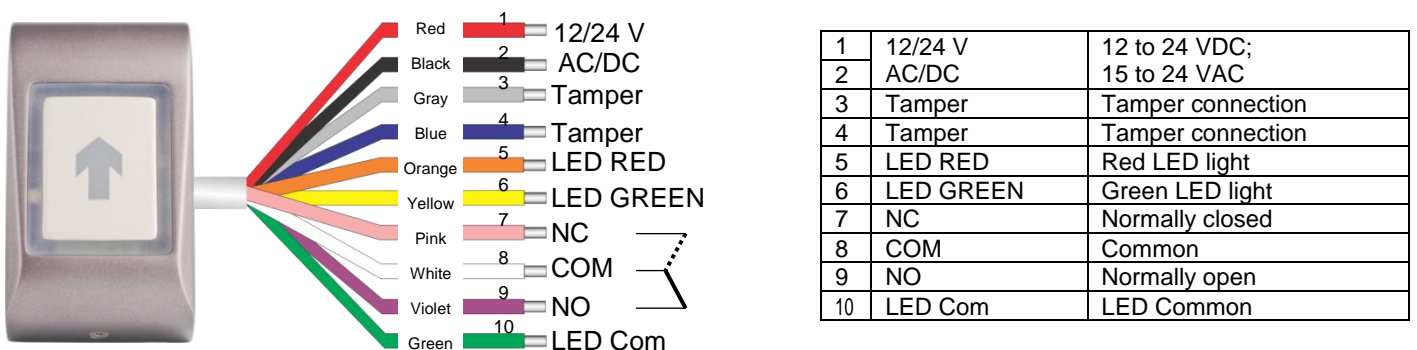 Red 1 12/24 V
Black 2 AC/DC
Gray 3 Tamper
Blue 4 Tamper
Orange 5 LED RED
Yellow 6 LED GREEN
Pink 7 NC
White 8 COM
Violet 9 NO
Green 10 LED Com
1 12/24 V 12 to 24 VDC;
2 AC/DC 15 to 24 VAC
3 Tamper Tamper connection
4 Tamper Tamper connection
5 LED RED Red LED light
6 LED GREEN Green LED light
7 NC Normally closed
8 COM Common
9 NO Normally open
10 LED Com LED Common